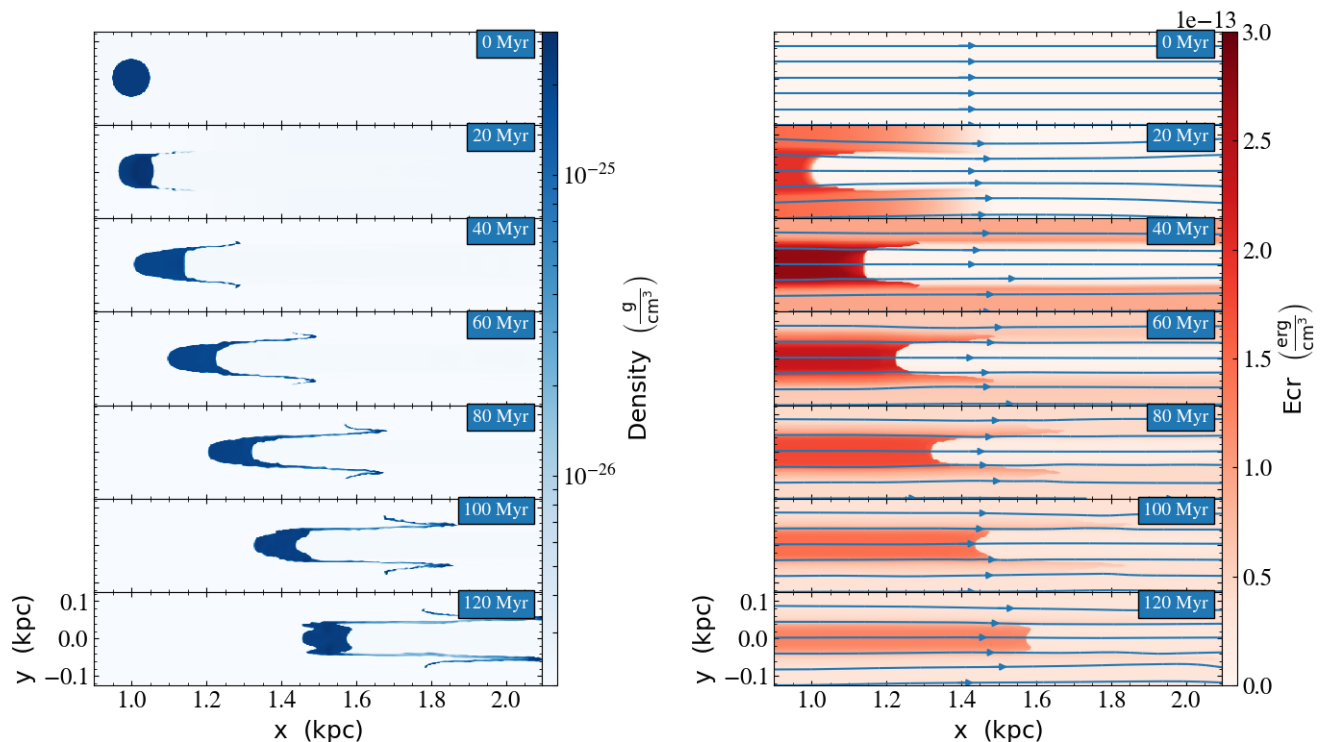 0 Myr
20 Myr
40 Myr
60 Myr
80 Myr
100 Myr
120 Myr
0.1
0.0
−0.1
y (kpc)
1.0 1.2 1.4 1.6 1.8 2.0
x (kpc)
10−25
10−26
Density (g/cm3)
0 Myr
20 Myr
40 Myr
60 Myr
80 Myr
100 Myr
120 Myr
0.1
0.0
−0.1
y (kpc)
1.0 1.2 1.4 1.6 1.8 2.0
x (kpc)
1e−13
3.0
2.5
2.0
1.5
1.0
0.5
0.0
Ecr (erg/cm3)